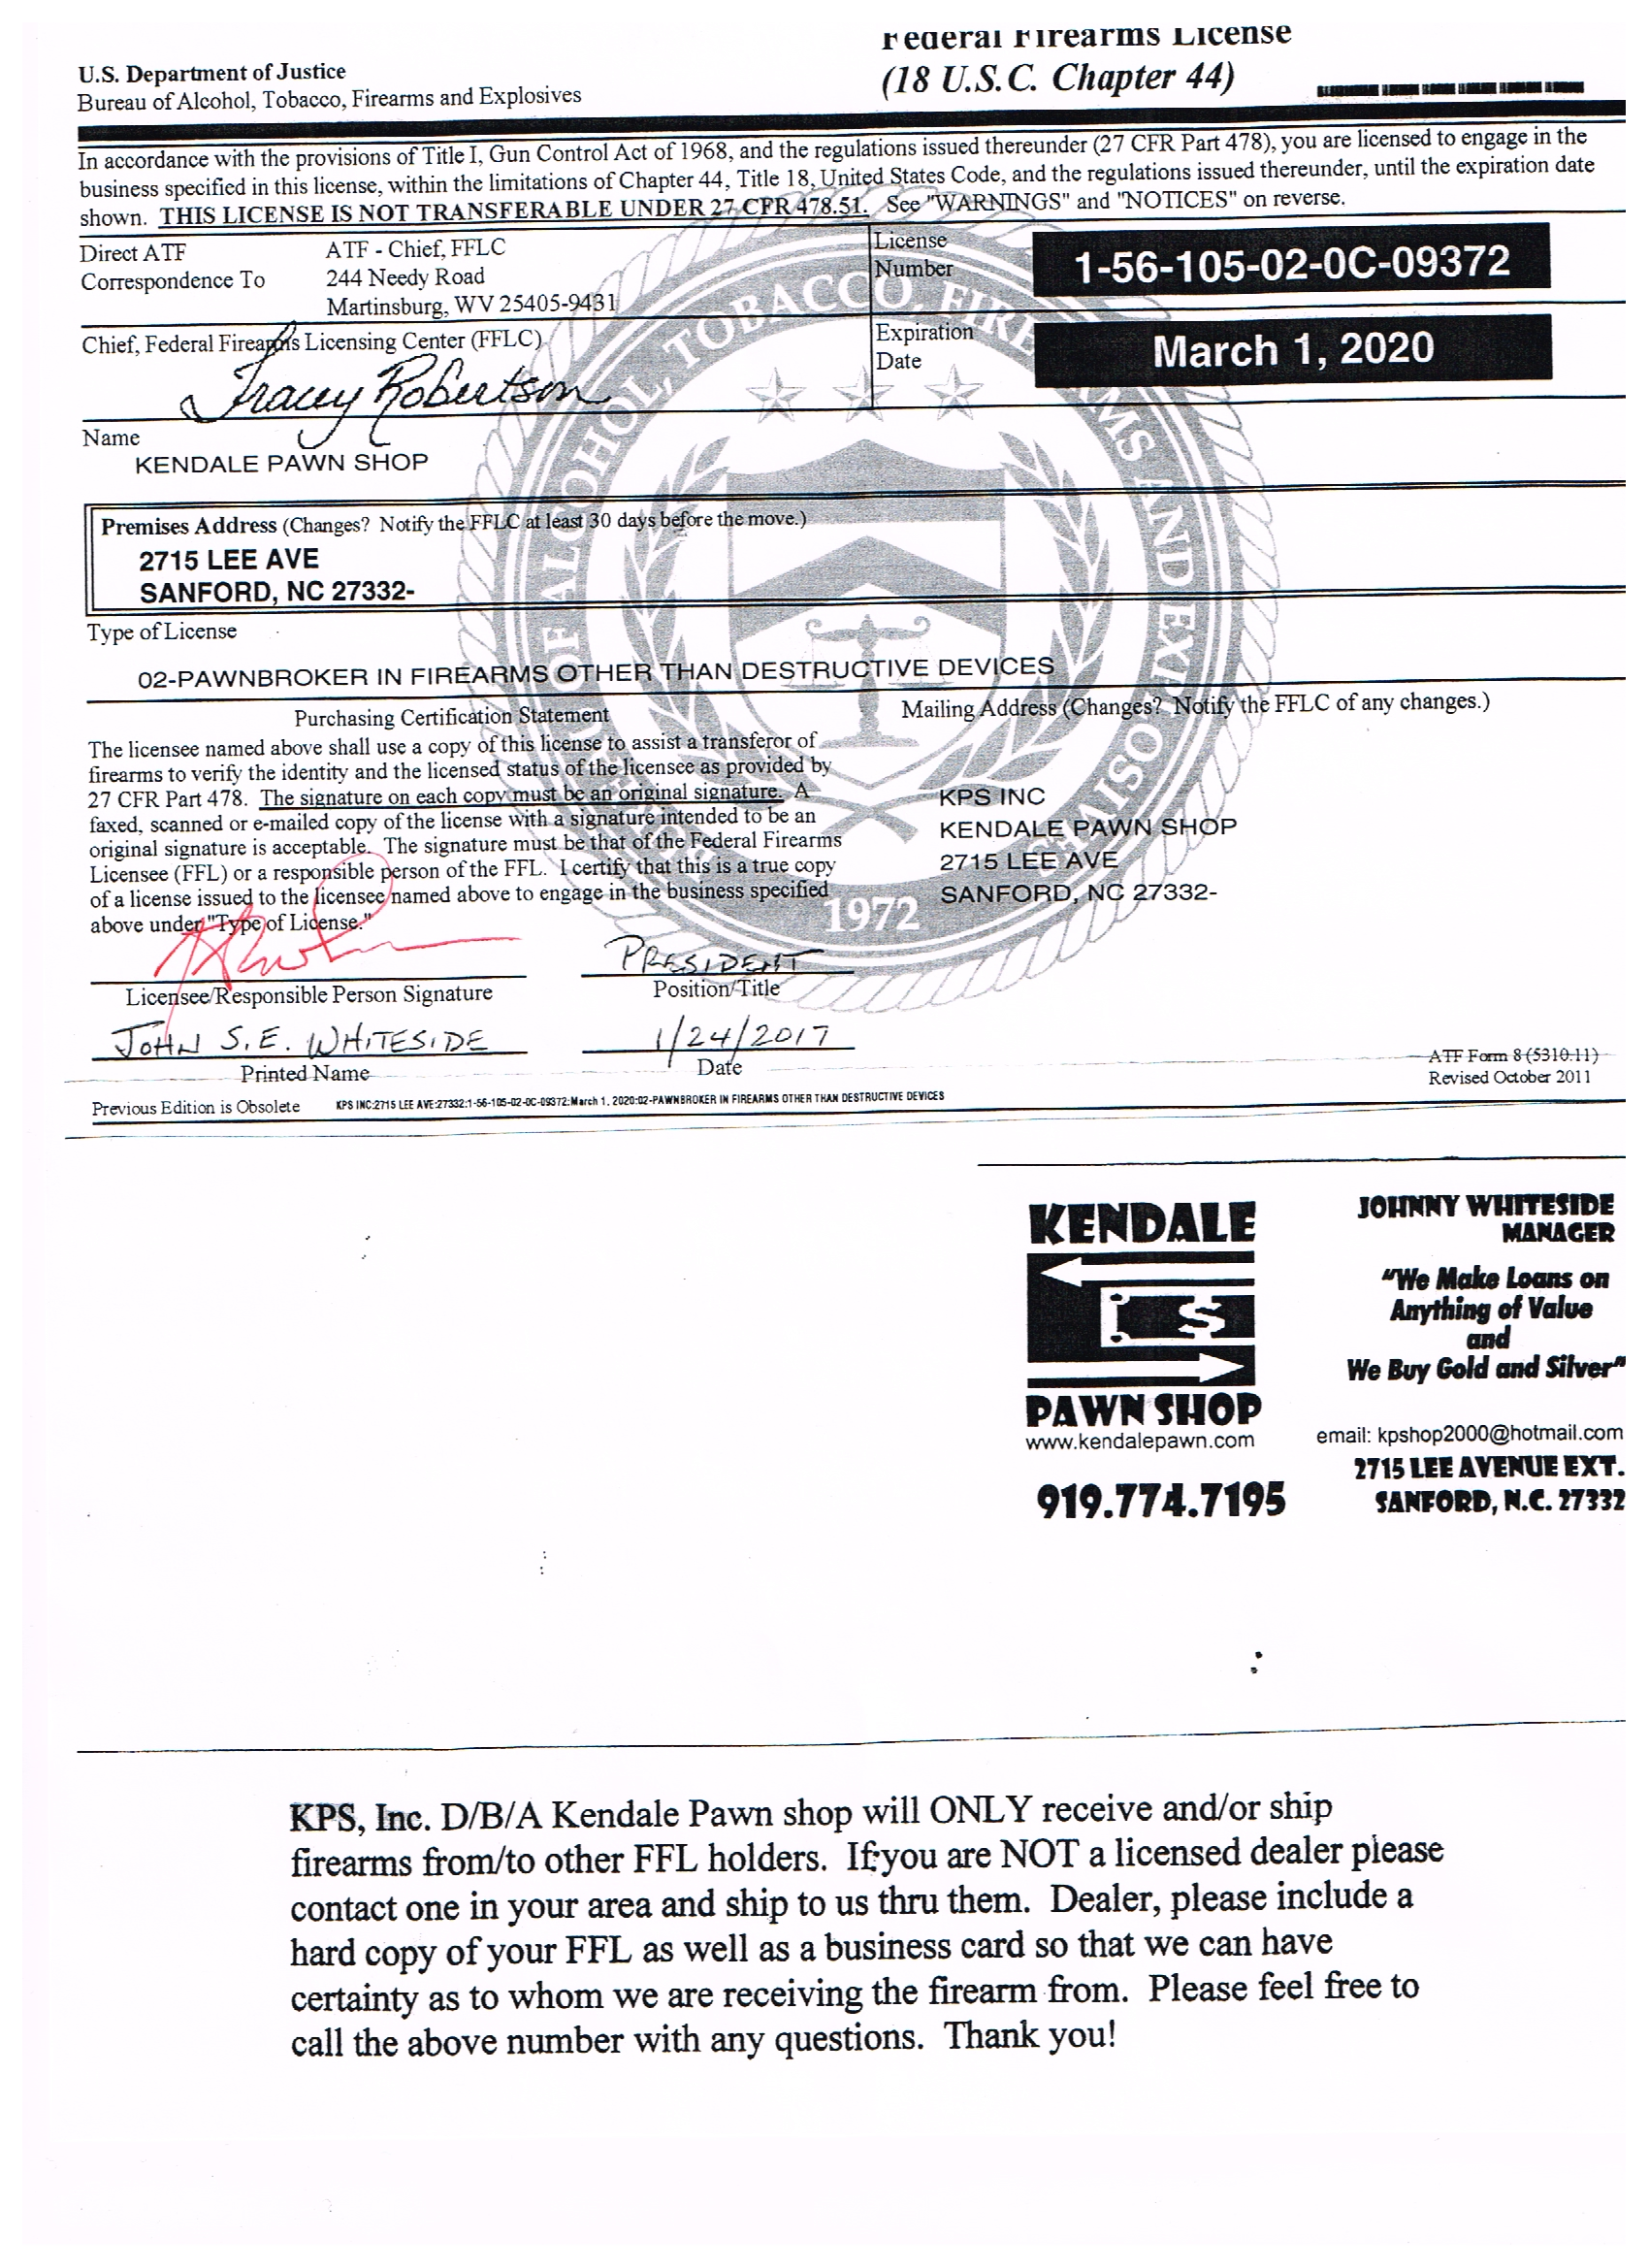 Federal Firearms License
(18 U.S.C. Chapter 44)
U.S. Department of Justice
Bureau of Alcohol, Tobacco, Firearms and Explosives
In accordance with the provisions of Title I, Gun Control Act of 1968, and the regulations issued thereunder (27 CFR Part 478), you are licensed to engage in the
business specified in this license, within the limitations of Chapter 44, Title 18, United States Code, and the regulations issued thereunder, until the expiration date
shown. THIS LICENSE IS NOT TRANSFERABLE UNDER 27 CFR 478.51. See "WARNINGS" and "NOTICES" on reverse.
Direct ATF
Correspondence To
ATF - Chief, FFLC
244 Needy Road
Martinsburg, WV 25405-9431
License
Number
1-56-105-02-0C-09372
Chief, Federal Firearms Licensing Center (FFLC)
Tracey Robertson
Expiration
Date
March 1, 2020
Name
KENDALE PAWN SHOP
Premises Address (Changes? Notify the FFLC at least 30 days before the move.)
2715 LEE AVE
SANFORD, NC 27332-
Type of License
02-PAWNBROKER IN FIREARMS OTHER THAN DESTRUCTIVE DEVICES
Purchasing Certification Statement
The licensee named above shall use a copy of this license to assist a transferor of
firearms to verify the identity and the licensed status of the licensee as provided by
27 CFR Part 478. The signature on each copy must be an original signature. A
faxed, scanned or e-mailed copy of the license with a signature intended to be an
original signature is acceptable. The signature must be that of the Federal Firearms
Licensee (FFL) or a responsible person of the FFL. I certify that this is a true copy
of a license issued to the licensee named above to engage in the business specified
above under "Type of License."
Mailing Address (Changes? Notify the FFLC of any changes.)
KPS INC
KENDALE PAWN SHOP
2715 LEE AVE
SANFORD, NC 27332-
BUREAU OF ALCOHOL, TOBACCO, FIREARMS AND EXPLOSIVES
1972
PRESIDENT
Licensee/Responsible Person Signature
Position/Title
JOHN S.E. WHITESIDE
1/24/2017
Printed Name
Date
ATF Form 8 (5310.11)
Revised October 2011
Previous Edition is Obsolete
KPS INC:2715 LEE AVE:27332:1-56-105-02-0C-09372:March 1, 2020:02-PAWNBROKER IN FIREARMS OTHER THAN DESTRUCTIVE DEVICES
KENDALE
PAWN SHOP
www.kendalepawn.com
919.774.7195
JOHNNY WHITESIDE
MANAGER
"We Make Loans on
Anything of Value
and
We Buy Gold and Silver"
email: kpshop2000@hotmail.com
2715 LEE AVENUE EXT.
SANFORD, N.C. 27332
KPS, Inc. D/B/A Kendale Pawn shop will ONLY receive and/or ship
firearms from/to other FFL holders. If you are NOT a licensed dealer please
contact one in your area and ship to us thru them. Dealer, please include a
hard copy of your FFL as well as a business card so that we can have
certainty as to whom we are receiving the firearm from. Please feel free to
call the above number with any questions. Thank you!